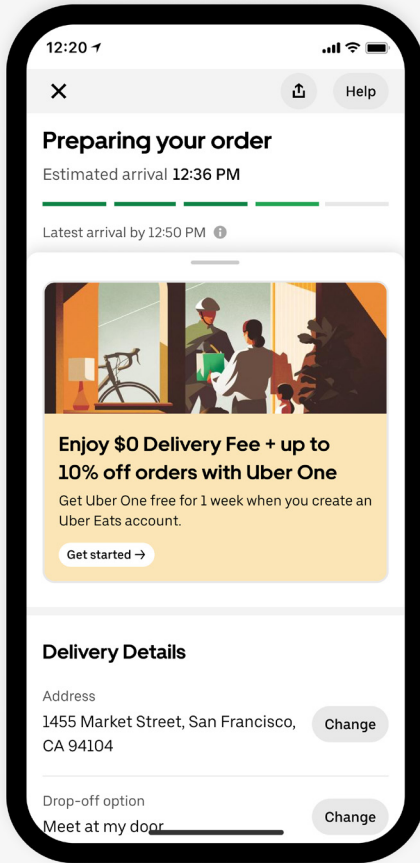 12:20
Help
Preparing your order
Estimated arrival 12:36 PM
Latest arrival by 12:50 PM
Enjoy $0 Delivery Fee + up to
10% off orders with Uber One
Get Uber One free for 1 week when you create an
Uber Eats account.
Get started →
Delivery Details
Address
1455 Market Street, San Francisco,
CA 94104
Change
Drop-off option
Meet at my door
Change